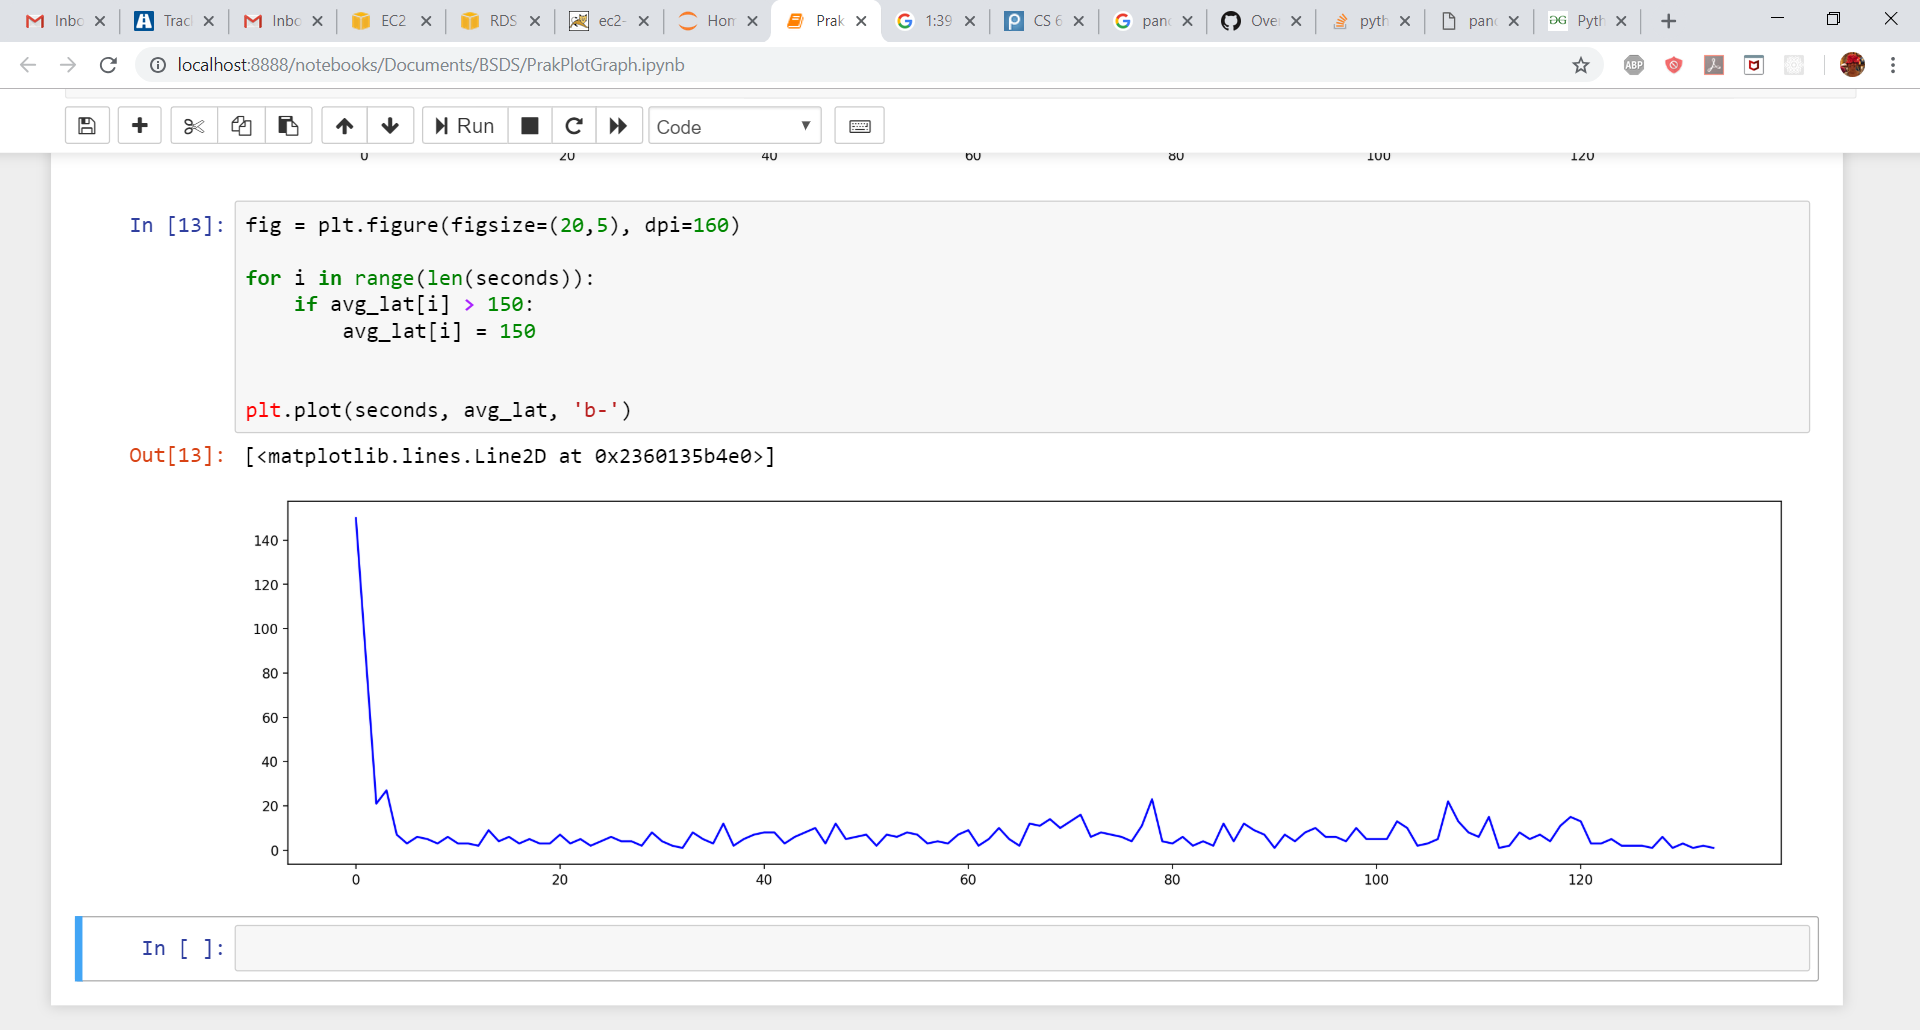 Inbo Trac Inbo EC2 RDS ec2- Hom Prak 1:39 CS 6 pand Over pyth pand Pyth
localhost:8888/notebooks/Documents/BSDS/PrakPlotGraph.ipynb
ABP
Run Code
0 20 40 60 80 100 120
In [13]:
fig = plt.figure(figsize=(20,5), dpi=160)
for i in range(len(seconds)):
    if avg_lat[i] > 150:
        avg_lat[i] = 150
plt.plot(seconds, avg_lat, 'b-')
Out[13]: [<matplotlib.lines.Line2D at 0x2360135b4e0>]
140
120
100
80
60
40
20
0
0 20 40 60 80 100 120
In [ ]: